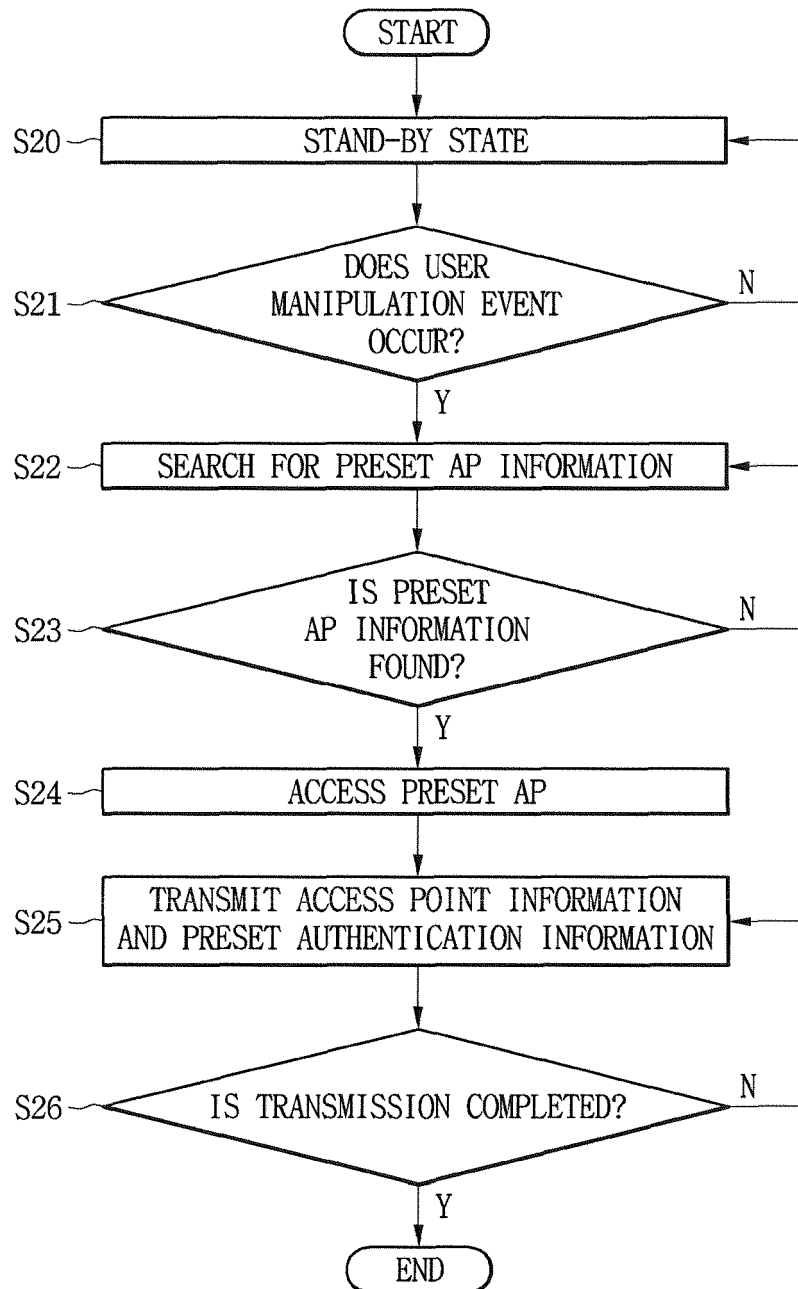 START
S20
STAND-BY STATE
DOES USER
MANIPULATION EVENT
OCCUR?
S21
N
Y
S22
SEARCH FOR PRESET AP INFORMATION
IS PRESET
AP INFORMATION
FOUND?
S23
N
Y
S24
ACCESS PRESET AP
S25
TRANSMIT ACCESS POINT INFORMATION
AND PRESET AUTHENTICATION INFORMATION
S26
IS TRANSMISSION COMPLETED?
N
Y
END